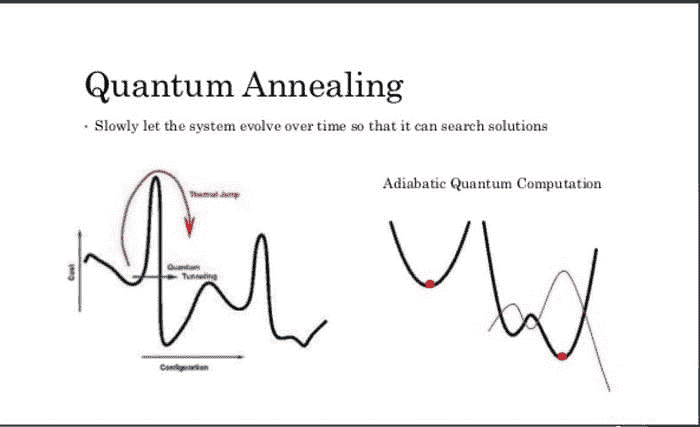 Quantum Annealing
• Slowly let the system evolve over time so that it can search solutions
Thermal Jump
Adiabatic Quantum Computation
Cost
Quantum
Tunneling
Configuration